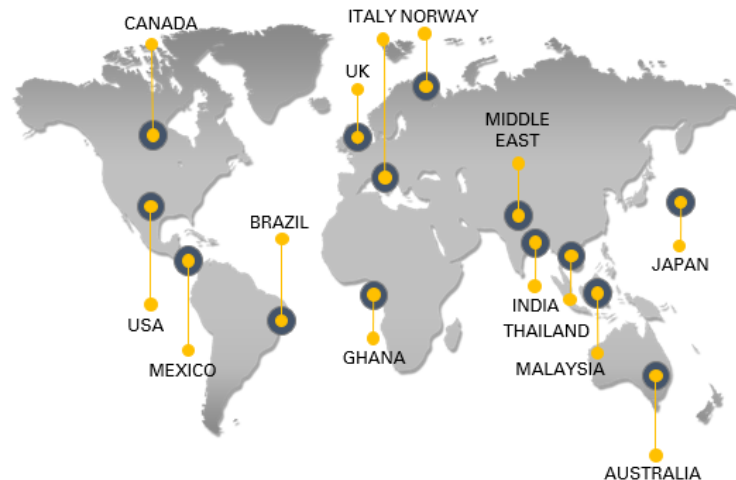 CANADA
ITALY NORWAY
UK
MIDDLE
EAST
BRAZIL
JAPAN
USA
INDIA
THAILAND
GHANA
MEXICO
MALAYSIA
AUSTRALIA